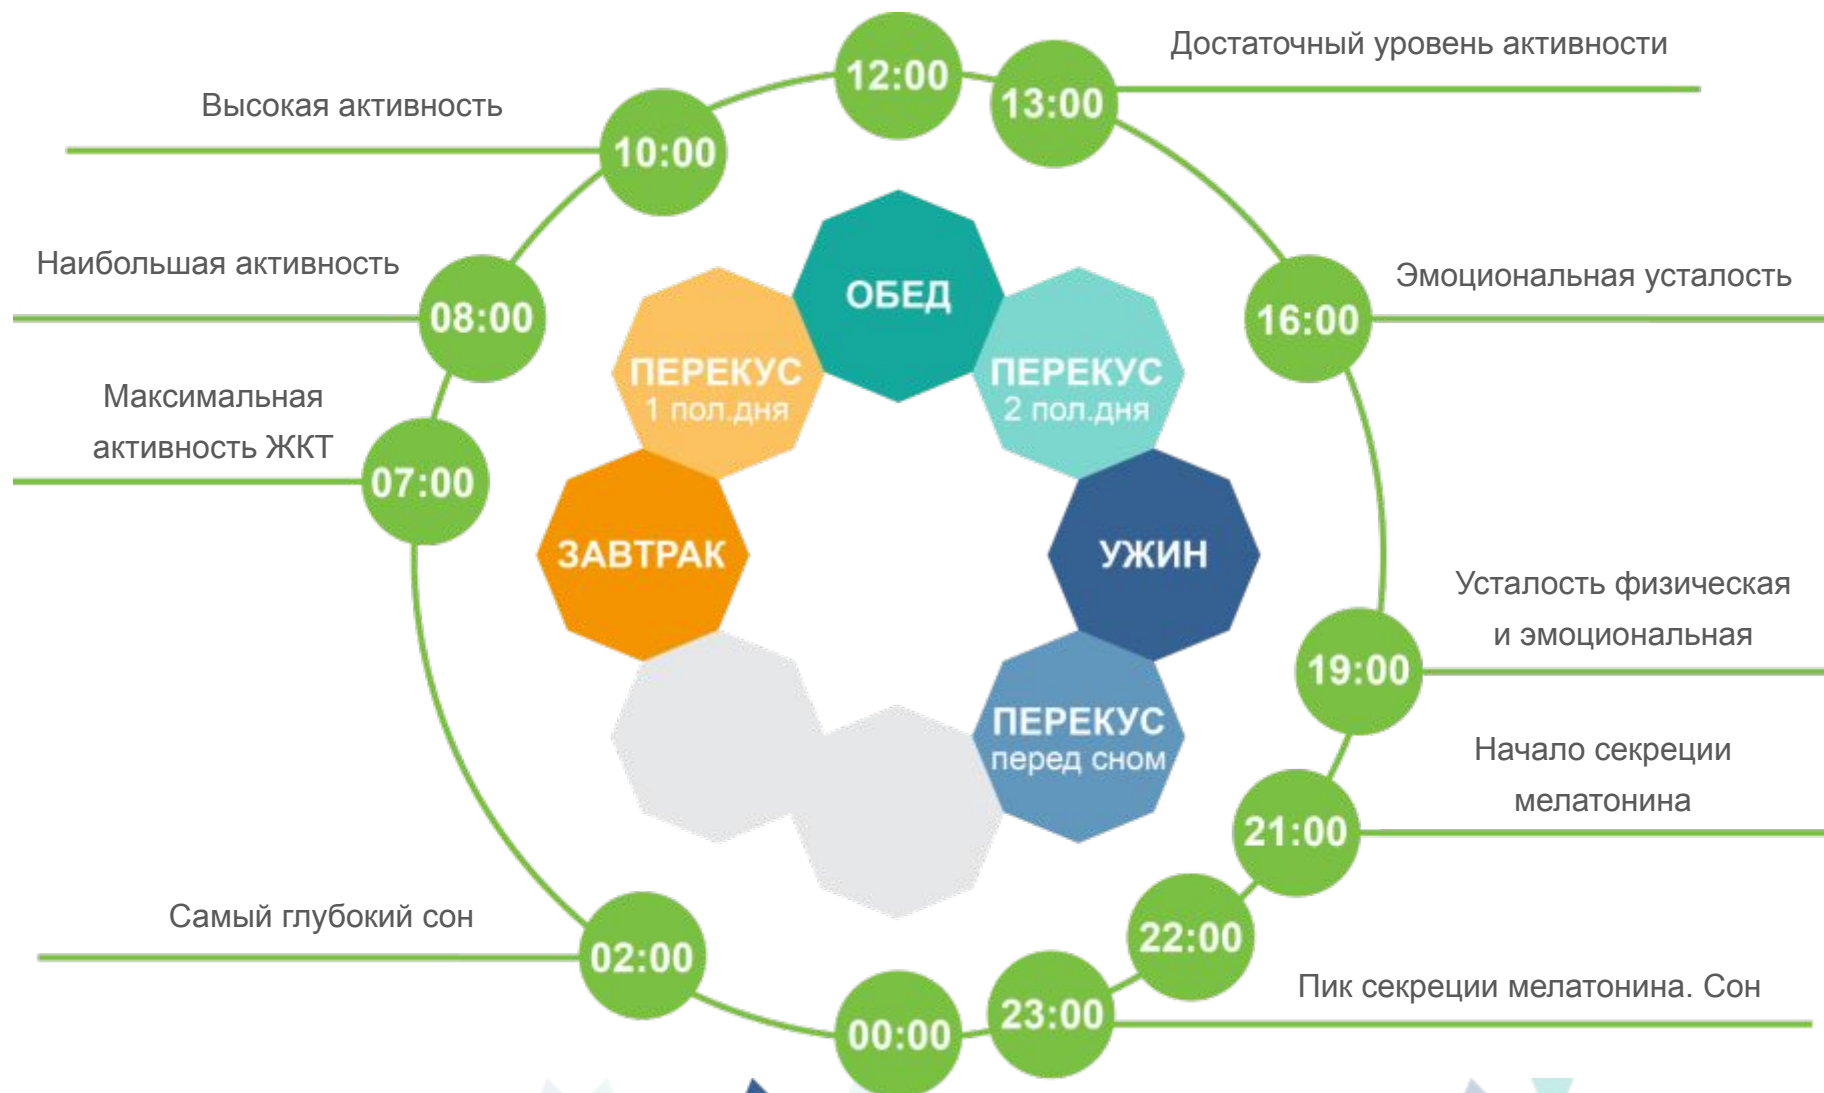 Достаточный уровень активности
12:00
13:00
Высокая активность
10:00
Наибольшая активность
08:00
Эмоциональная усталость
16:00
ОБЕД
ПЕРЕКУС
1 пол.дня
ПЕРЕКУС
2 пол.дня
Максимальная
активность ЖКТ
07:00
ЗАВТРАК
УЖИН
Усталость физическая
и эмоциональная
19:00
ПЕРЕКУС
перед сном
Начало секреции
мелатонина
21:00
Самый глубокий сон
02:00
22:00
Пик секреции мелатонина. Сон
23:00
00:00